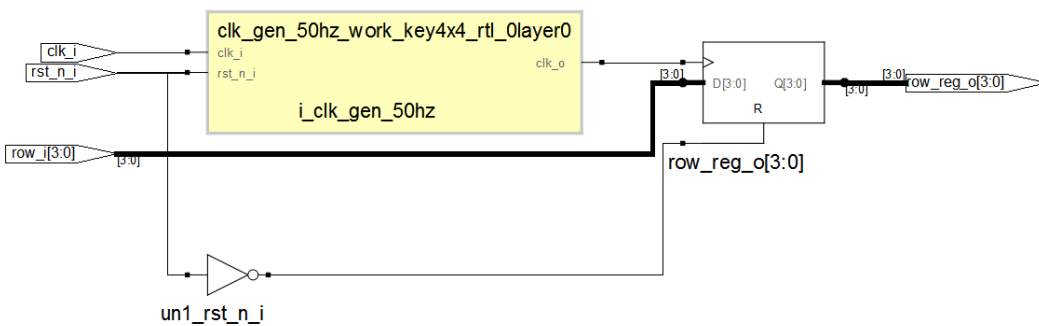 clk_gen_50hz_work_key4x4_rtl_0layer0
clk_i
clk_i
rst_n_i
rst_n_i
clk_o
i_clk_gen_50hz
[3:0]
D[3:0]
Q[3:0]
R
[3:0]
[3:0]
row_reg_o[3:0]
row_reg_o[3:0]
row_i[3:0]
[3:0]
un1_rst_n_i